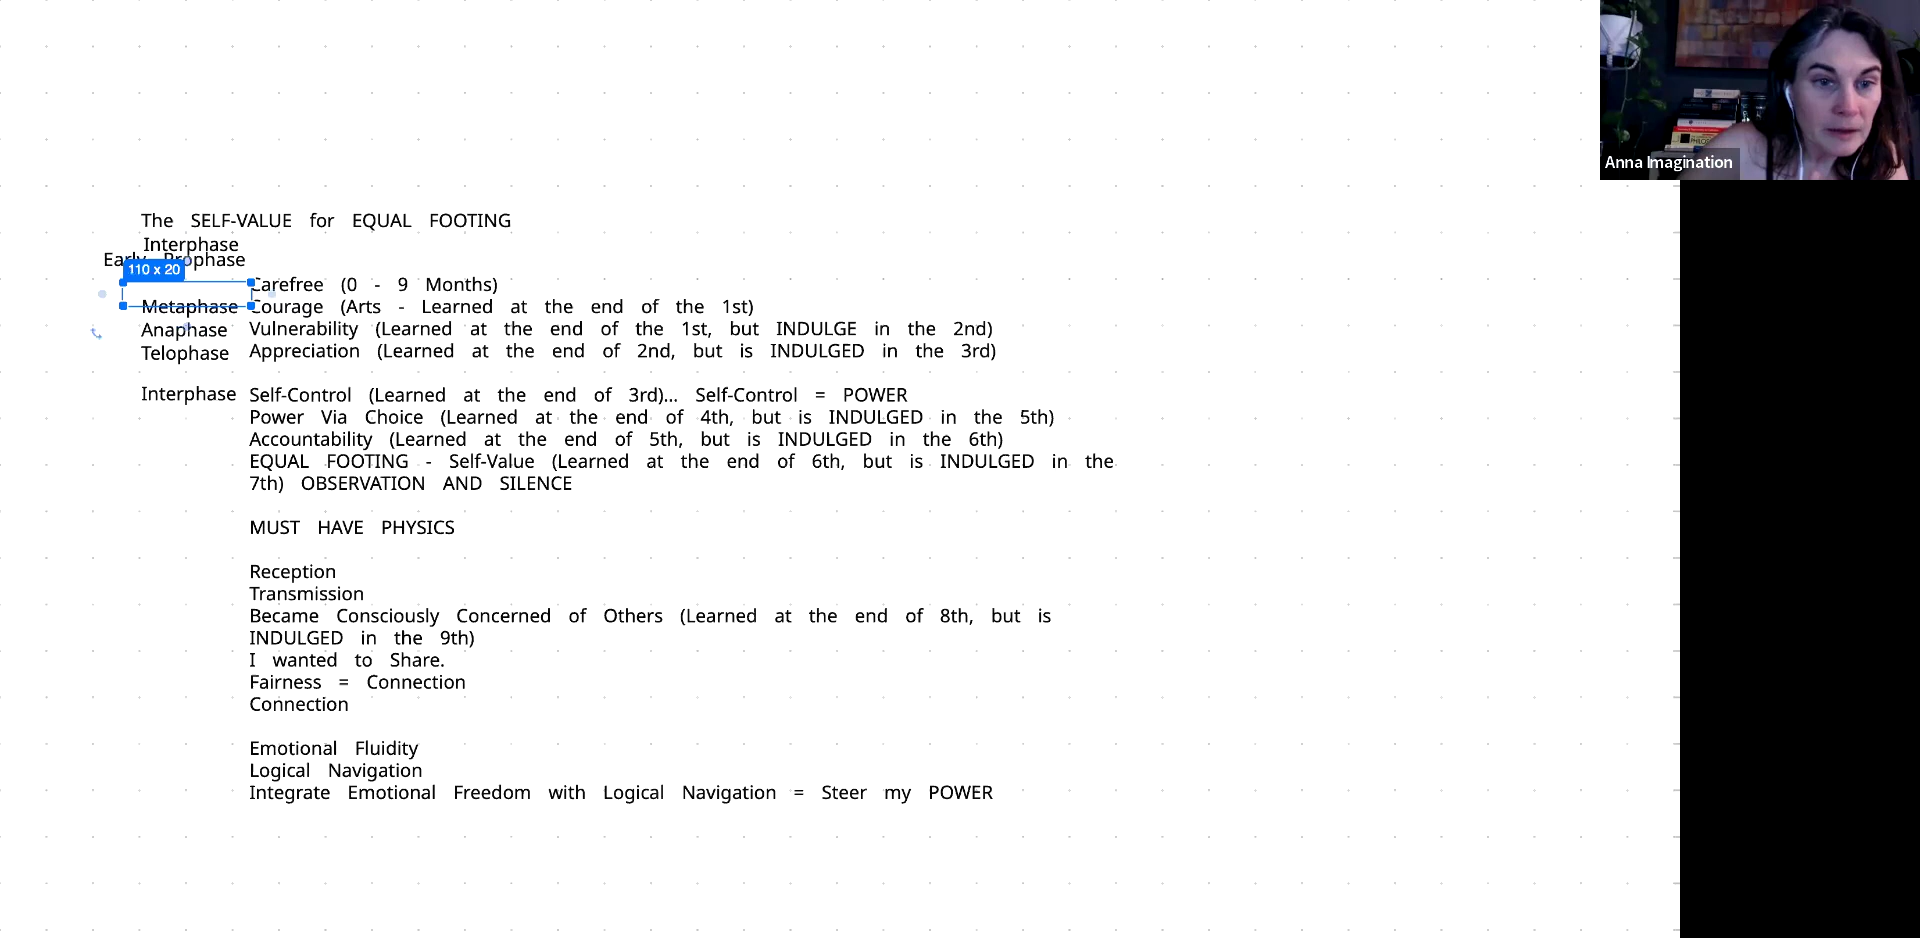 Anna Imagination
The SELF-VALUE for EQUAL FOOTING
Interphase
Early Prophase
110 x 20
Carefree (0 - 9 Months)
Metaphase Courage (Arts - Learned at the end of the 1st)
Anaphase Vulnerability (Learned at the end of the 1st, but INDULGE in the 2nd)
Telophase Appreciation (Learned at the end of 2nd, but is INDULGED in the 3rd)
Interphase Self-Control (Learned at the end of 3rd)... Self-Control = POWER
Power Via Choice (Learned at the end of 4th, but is INDULGED in the 5th)
Accountability (Learned at the end of 5th, but is INDULGED in the 6th)
EQUAL FOOTING - Self-Value (Learned at the end of 6th, but is INDULGED in the
7th) OBSERVATION AND SILENCE
MUST HAVE PHYSICS
Reception
Transmission
Became Consciously Concerned of Others (Learned at the end of 8th, but is
INDULGED in the 9th)
I wanted to Share.
Fairness = Connection
Connection
Emotional Fluidity
Logical Navigation
Integrate Emotional Freedom with Logical Navigation = Steer my POWER